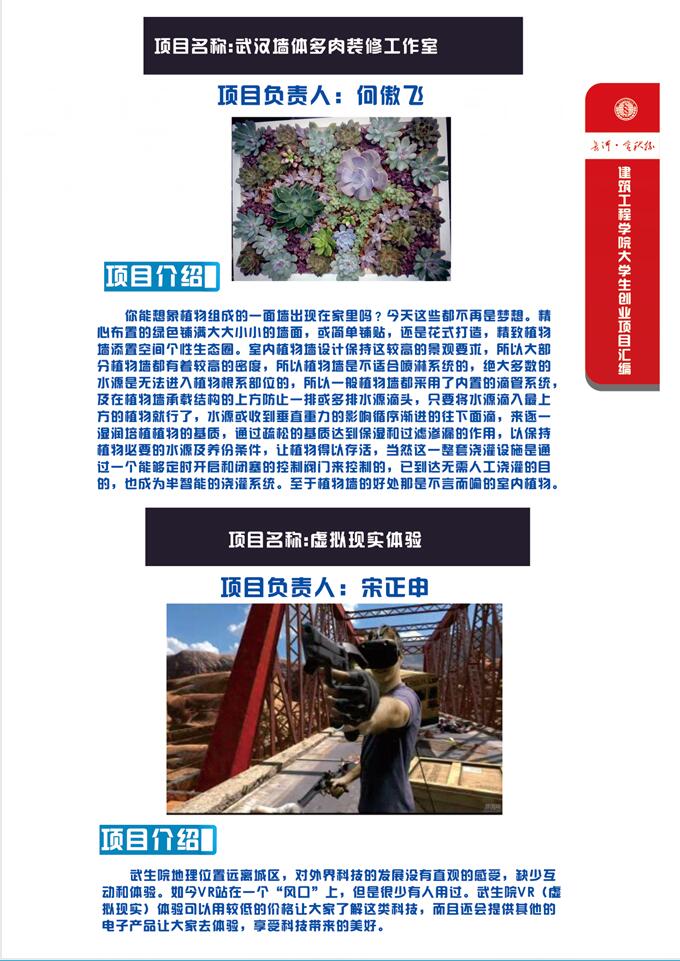 项目名称:武汉墙体多肉装修工作室
项目负责人：何傲飞
项目介绍
你能想象植物组成的一面墙出现在家里吗？今天这些都不再是梦想。精
心布置的绿色铺满大大小小的墙面，或简单铺贴，还是花式打造，精致植物
墙添置空间个性生态圈。室内植物墙设计保持这较高的景观要求，所以大部
分植物墙都有着较高的密度，所以植物墙是不适合喷淋系统的，绝大多数的
水源是无法进入植物根系部位的，所以一般植物墙都采用了内置的滴管系统，
及在植物墙承载结构的上方防止一排或多排水源滴头，只要将水源滴入最上
方的植物就行了，水源或收到垂直重力的影响循序渐进的往下面滴，来逐一
湿润培植植物的基质，通过疏松的基质达到保湿和过滤渗漏的作用，以保持
植物必要的水源及养份条件，让植物得以存活，当然这一整套浇灌设施是通
过一个能够定时开启和闭塞的控制阀门来控制的，已到达无需人工浇灌的目
的，也成为半智能的浇灌系统。至于植物墙的好处那是不言而喻的室内植物。
项目名称:虚拟现实体验
项目负责人：宋正申
项目介绍
武生院地理位置远离城区，对外界科技的发展没有直观的感受，缺少互
动和体验。如今VR站在一个“风口”上，但是很少有人用过。武生院VR（虚
拟现实）体验可以用较低的价格让大家了解这类科技，而且还会提供其他的
电子产品让大家去体验，享受科技带来的美好。
建筑工程学院大学生创业项目汇编